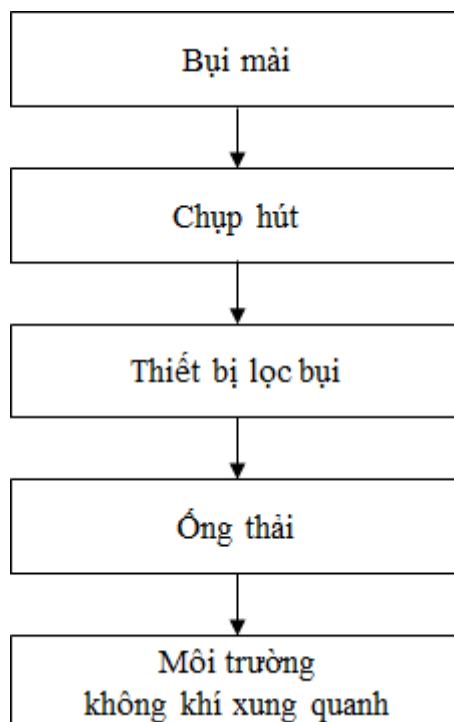 Bụi mài
Chụp hút
Thiết bị lọc bụi
Ống thải
Môi trường
không khí xung quanh